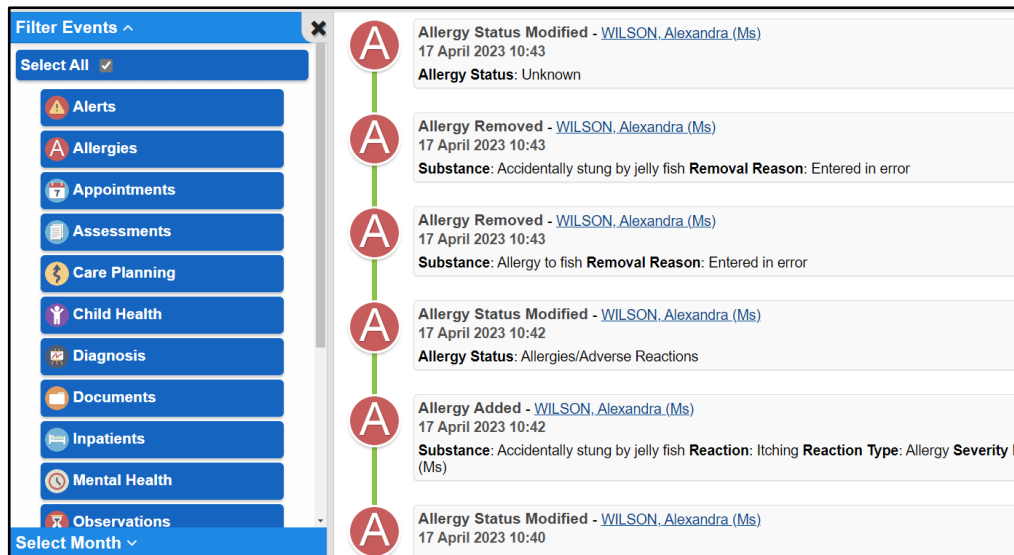 Filter Events
Select All
Alerts
A Allergies
7 Appointments
Assessments
Care Planning
Child Health
Diagnosis
Documents
Inpatients
Mental Health
Observations
Select Month
A
Allergy Status Modified - WILSON, Alexandra (Ms)
17 April 2023 10:43
Allergy Status: Unknown
A
Allergy Removed - WILSON, Alexandra (Ms)
17 April 2023 10:43
Substance: Accidentally stung by jelly fish Removal Reason: Entered in error
A
Allergy Removed - WILSON, Alexandra (Ms)
17 April 2023 10:43
Substance: Allergy to fish Removal Reason: Entered in error
A
Allergy Status Modified - WILSON, Alexandra (Ms)
17 April 2023 10:42
Allergy Status: Allergies/Adverse Reactions
A
Allergy Added - WILSON, Alexandra (Ms)
17 April 2023 10:42
Substance: Accidentally stung by jelly fish Reaction: Itching Reaction Type: Allergy Severity
(Ms)
A
Allergy Status Modified - WILSON, Alexandra (Ms)
17 April 2023 10:40